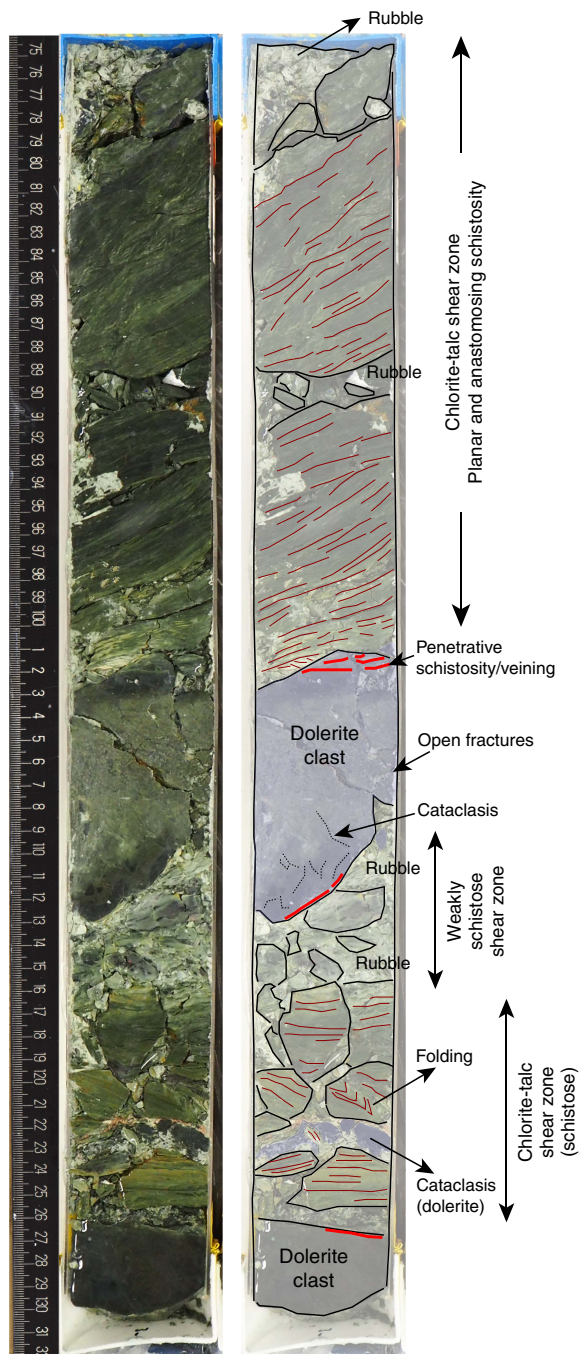 75
76
77
78
79
80
81
82
83
84
85
86
87
88
89
90
91
92
93
94
95
96
97
98
99
100
1
2
3
4
5
6
7
8
9
10
11
12
13
14
15
16
17
18
19
120
21
22
23
24
25
26
27
28
29
130
31
Rubble
Chlorite-talc shear zone
Planar and anastomosing schistosity
Rubble
Penetrative
schistosity/veining
Dolerite
clast
Open fractures
Cataclasis
Rubble
Weakly
schistose
shear zone
Rubble
Folding
Chlorite-talc
shear zone
(schistose)
Cataclasis
(dolerite)
Dolerite
clast